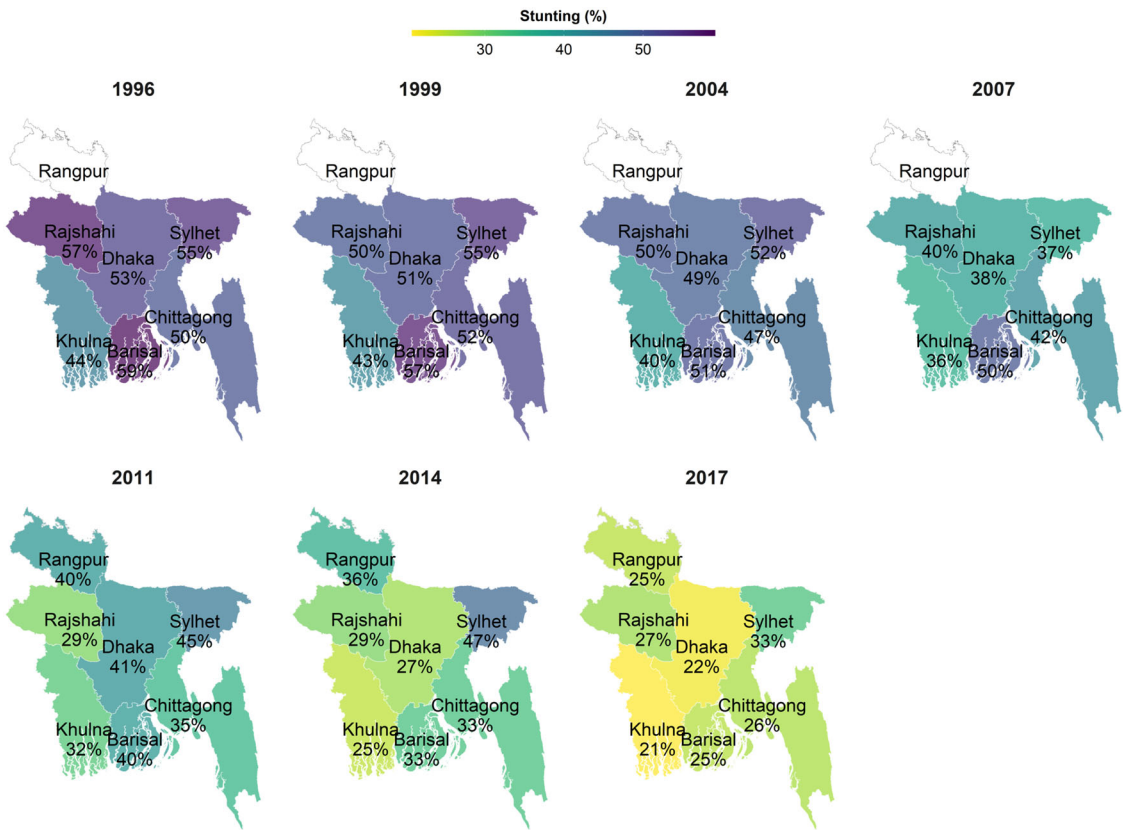 Stunting (%)
30 40 50
1996
1999
2004
2007
Rangpur
Rajshahi
57%
Sylhet
55%
Dhaka
53%
Chittagong
50%
Khulna
44%
Barisal
59%
Rangpur
Rajshahi
50%
Sylhet
55%
Dhaka
51%
Chittagong
52%
Khulna
43%
Barisal
57%
Rangpur
Rajshahi
50%
Sylhet
52%
Dhaka
49%
Chittagong
47%
Khulna
40%
Barisal
51%
Rangpur
Rajshahi
40%
Sylhet
37%
Dhaka
38%
Chittagong
42%
Khulna
36%
Barisal
50%
2011
2014
2017
Rangpur
40%
Rajshahi
29%
Sylhet
45%
Dhaka
41%
Chittagong
35%
Khulna
32%
Barisal
40%
Rangpur
36%
Rajshahi
29%
Sylhet
47%
Dhaka
27%
Chittagong
33%
Khulna
25%
Barisal
33%
Rangpur
25%
Rajshahi
27%
Sylhet
33%
Dhaka
22%
Chittagong
26%
Khulna
21%
Barisal
25%